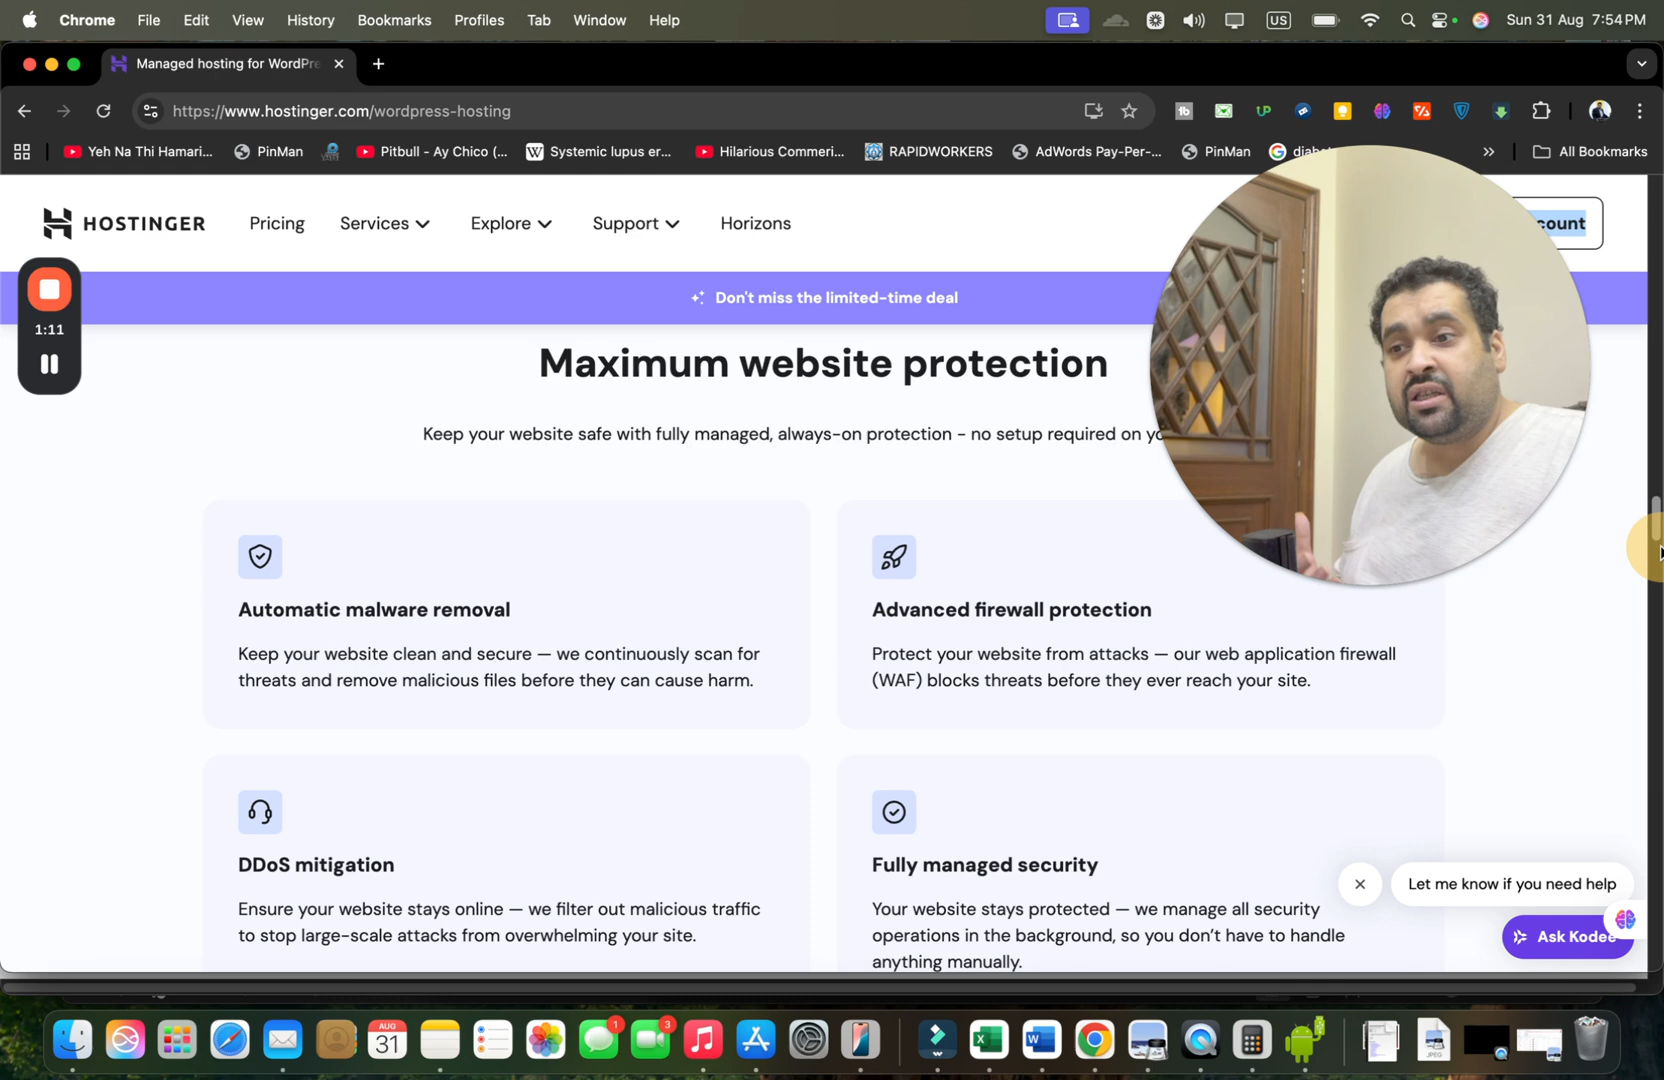 Chrome File Edit View History Bookmarks Profiles Tab Window Help US Sun 31 Aug 7:54 PM
Managed hosting for WordPre
https://www.hostinger.com/wordpress-hosting
Yeh Na Thi Hamari... PinMan Pitbull - Ay Chico (... W Systemic lupus er... Hilarious Commeri... RAPIDWORKERS AdWords Pay-Per-... PinMan » All Bookmarks
HOSTINGER Pricing Services Explore Support Horizons count
Don't miss the limited-time deal
1:11
Maximum website protection
Keep your website safe with fully managed, always-on protection - no setup required on yo
Automatic malware removal
Keep your website clean and secure — we continuously scan for
threats and remove malicious files before they can cause harm.
Advanced firewall protection
Protect your website from attacks — our web application firewall
(WAF) blocks threats before they ever reach your site.
DDoS mitigation
Ensure your website stays online — we filter out malicious traffic
to stop large-scale attacks from overwhelming your site.
Fully managed security
Your website stays protected — we manage all security
operations in the background, so you don't have to handle
anything manually.
Let me know if you need help
Ask Kodee
AUG
31
1
3
JPEG